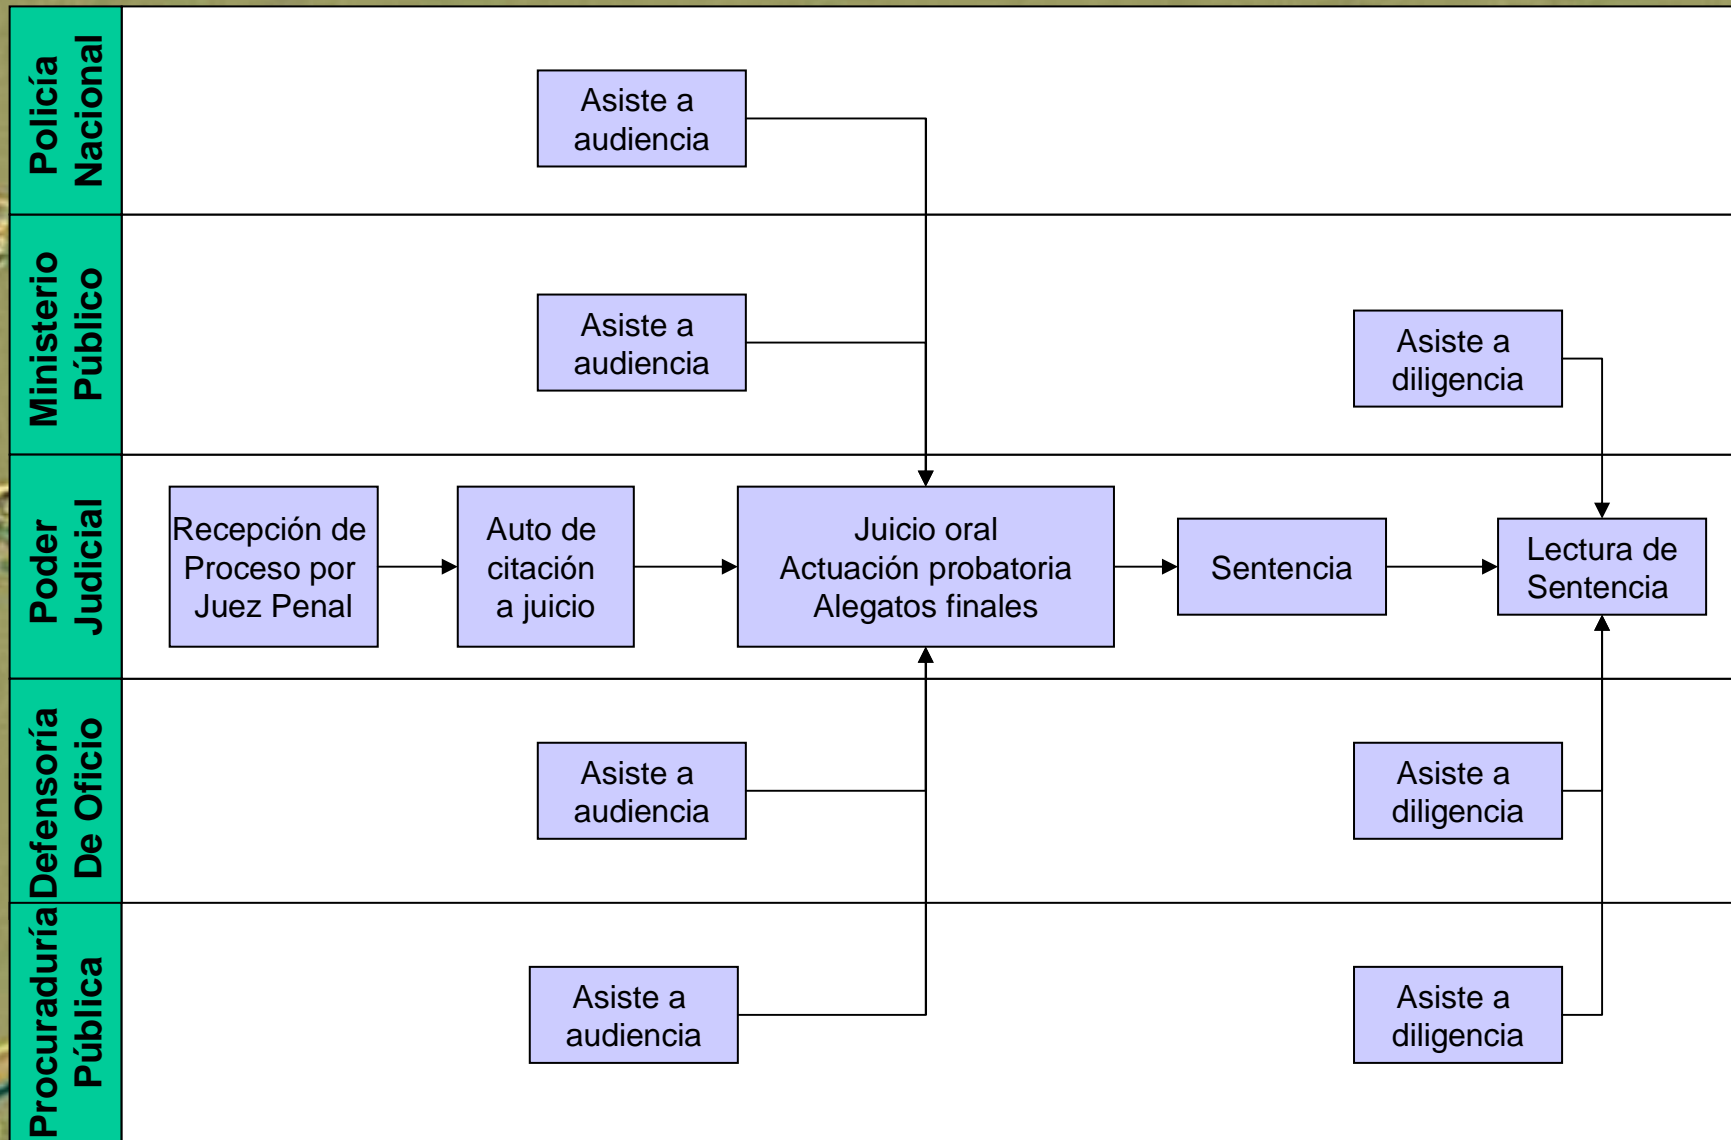 Policía
Nacional
Asiste a
audiencia
Ministerio
Público
Asiste a
audiencia
Asiste a
diligencia
Poder
Judicial
Recepción de
Proceso por
Juez Penal
Auto de
citación
a juicio
Juicio oral
Actuación probatoria
Alegatos finales
Sentencia
Lectura de
Sentencia
Defensoría
De Oficio
Asiste a
audiencia
Asiste a
diligencia
Procuraduría
Pública
Asiste a
audiencia
Asiste a
diligencia